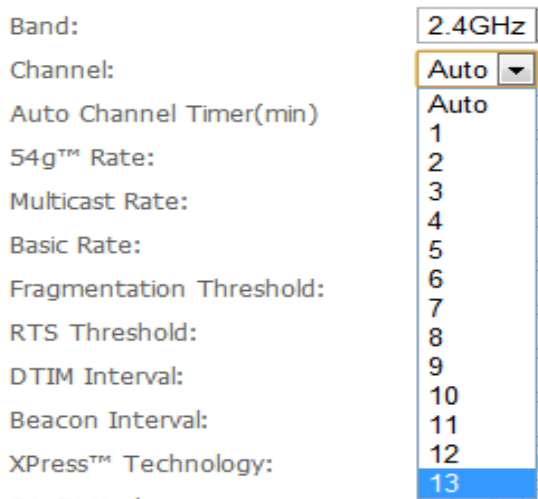 Band: 2.4GHz
Channel: Auto
Auto Channel Timer(min) Auto
1
54g™ Rate: 2
3
Multicast Rate: 4
Basic Rate: 5
6
Fragmentation Threshold: 7
RTS Threshold: 8
9
DTIM Interval: 10
Beacon Interval: 11
12
XPress™ Technology: 13